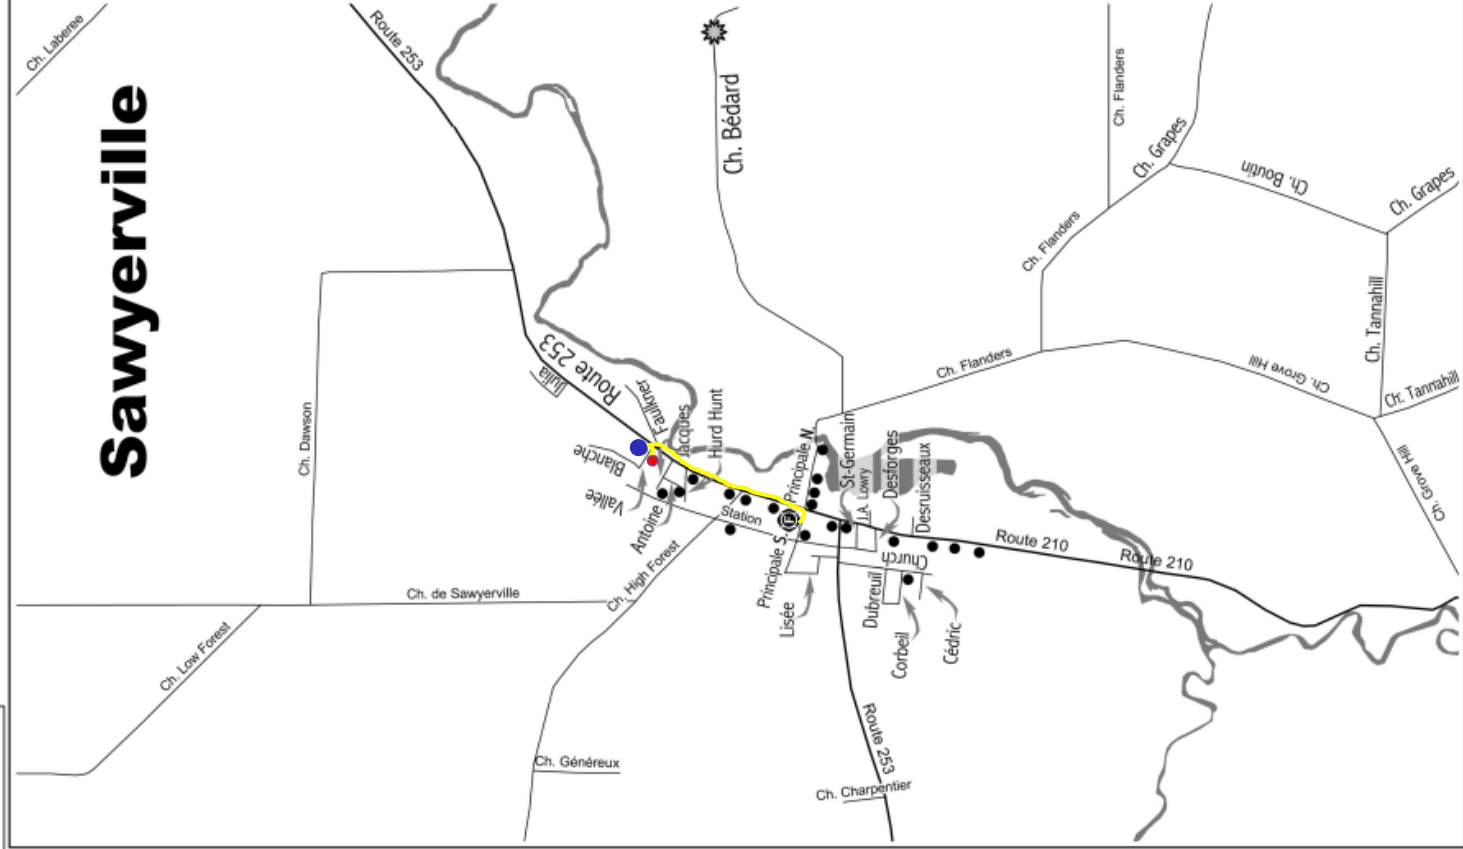 Sawyerville
Ch. Laberee
Route 253
Ch. Bédard
Ch. Flanders
Ch. Grapes
Ch. Boutin
Ch. Grapes
Ch. Flanders
Ch. Tannahill
Ch. Flanders
Ch. Grove Hill
Ch. Tannahill
Ch. Grove Hill
Route 253
Julia
Ch. Dawson
Faulkner
Jacques
Hurd Hunt
Blanche
Vallée
Antoine
Station
Principale N.
St-Germain
J.A. Lowry
Desforges
Desruisseaux
Principale S.
Lisée
Church
Route 210
Route 210
Dubreuil
Corbeil
Cédric
Ch. High Forest
Ch. de Sawyerville
Ch. Low Forest
Ch. Généreux
Route 253
Ch. Charpentier